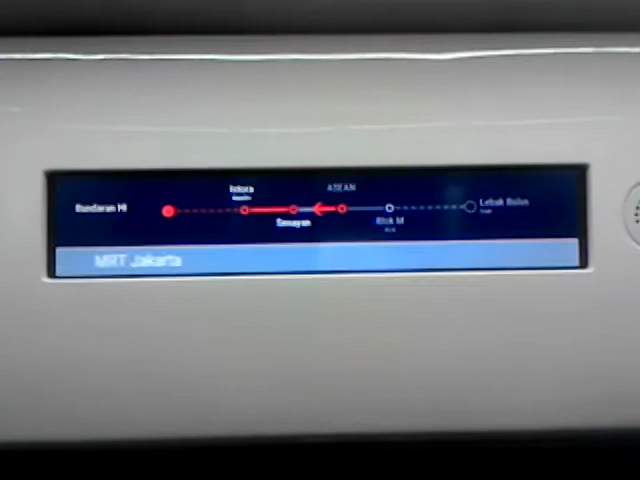 Istora
ASEAN
Bundaran HI
Lebak Bulus
Senayan
Blok M
MRT Jakarta